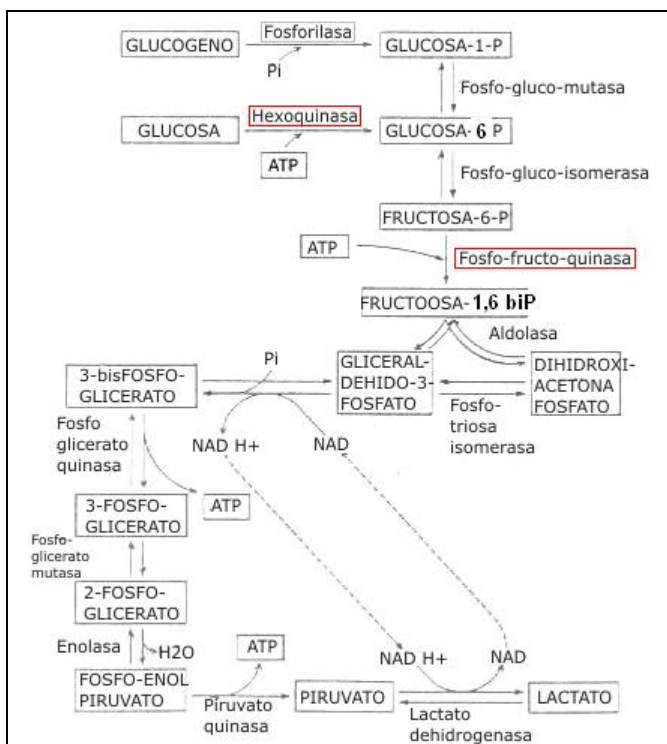 GLUCOGENO
Fosforilasa
Pi
GLUCOSA-1-P
Fosfo-gluco-mutasa
GLUCOSA
Hexoquinasa
ATP
GLUCOSA-6 P
Fosfo-gluco-isomerasa
FRUCTOSA-6-P
ATP
Fosfo-fructo-quinasa
FRUCTOOSA-1,6 biP
Aldolasa
3-bisFOSFO-
GLICERATO
Pi
GLICERAL-
DEHIDO-3-
FOSFATO
DIHIDROXI-
ACETONA
FOSFATO
Fosfo-
triosa
isomerasa
Fosfo
glicerato
quinasa
NAD H+
NAD
ATP
3-FOSFO-
GLICERATO
Fosfo-
glicerato
mutasa
2-FOSFO-
GLICERATO
Enolasa
H2O
ATP
NAD H+
NAD
FOSFO-ENOL
PIRUVATO
Piruvato
quinasa
PIRUVATO
Lactato
dehidrogenasa
LACTATO